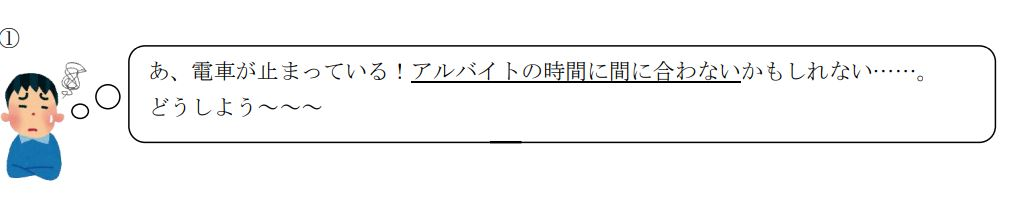 ①
あ、電車が止まっている！アルバイトの時間に間に合わないかもしれない……。
どうしよう～～～